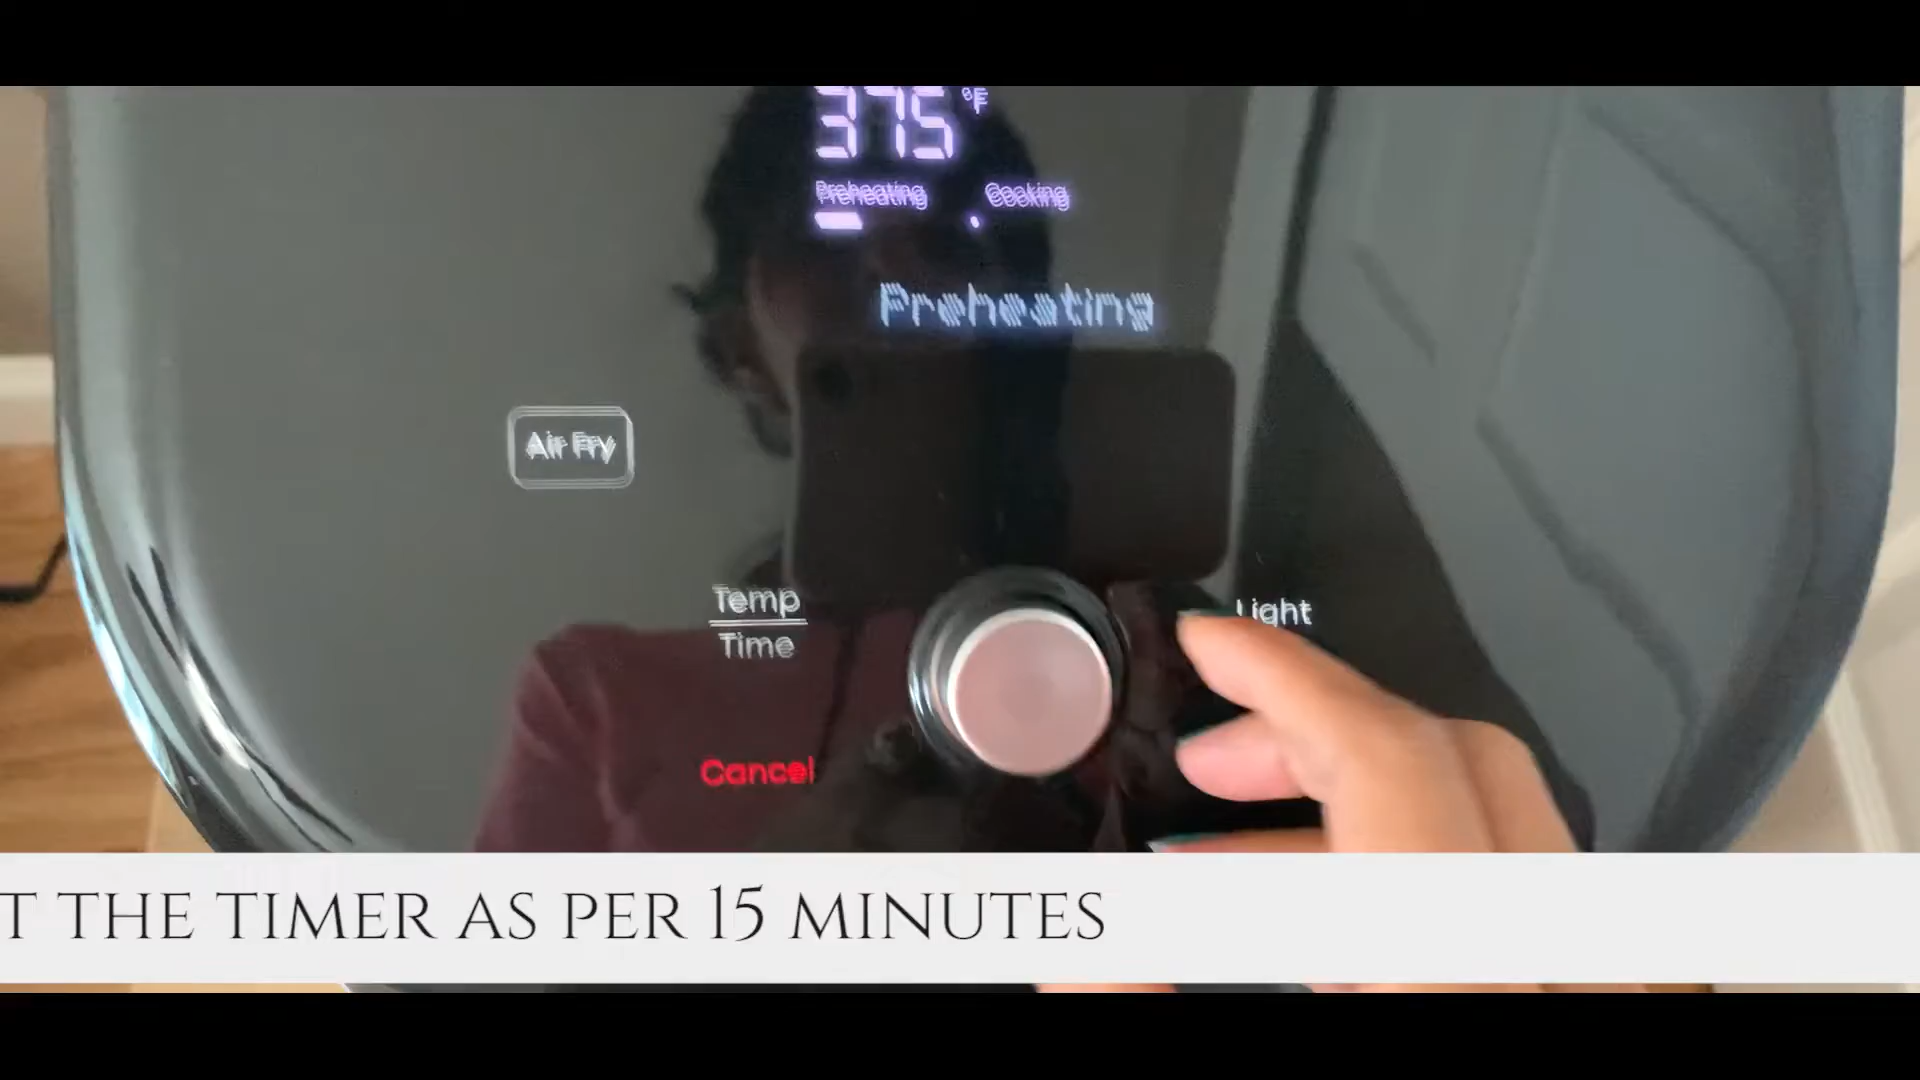 375 °F
Preheating Cooking
Preheating
Air Fry
Temp
Time
Light
Cancel
T THE TIMER AS PER 15 MINUTES